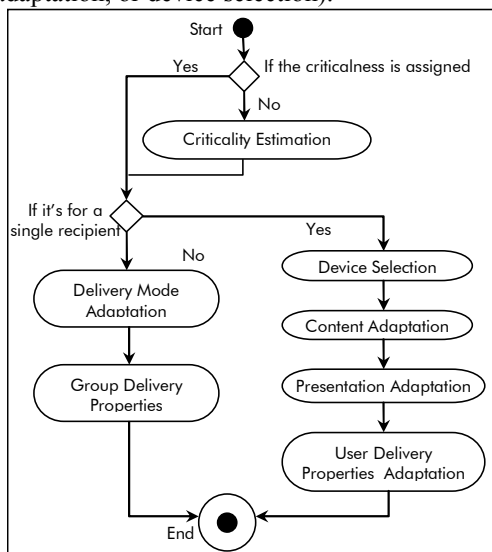 daptation, or device selection).
Start
Yes
If the criticalness is assigned
No
Criticality Estimation
If it's for a
single recipient
Yes
No
Device Selection
Delivery Mode
Adaptation
Content Adaptation
Group Delivery
Properties
Presentation Adaptation
User Delivery
Properties Adaptation
End